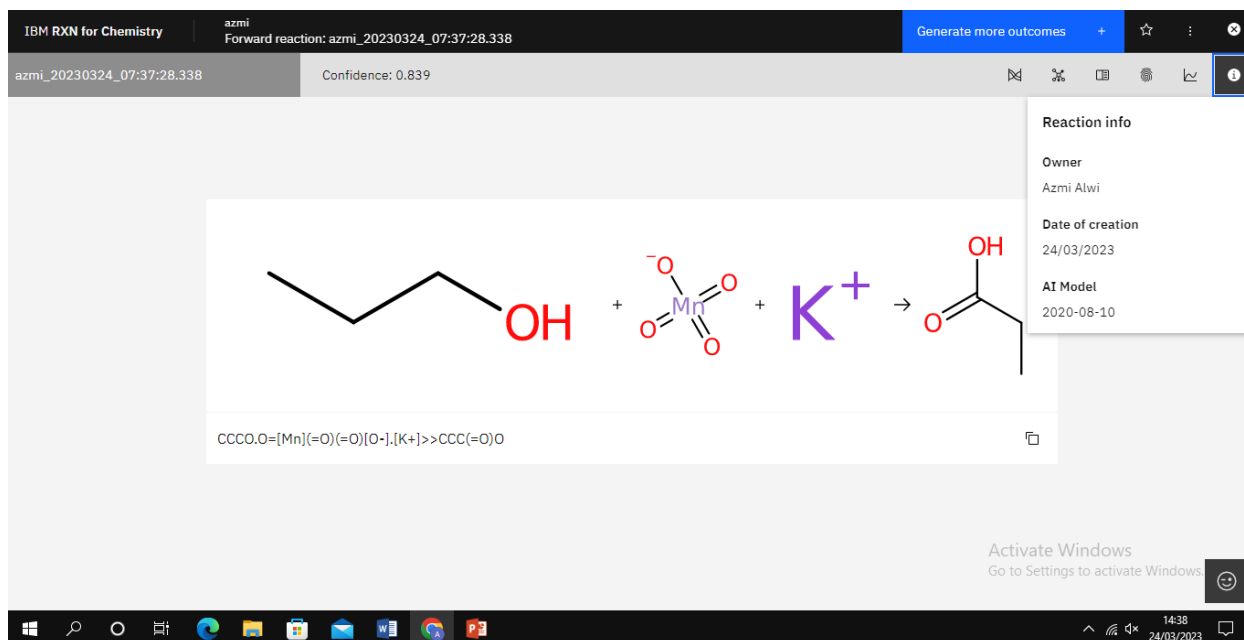 IBM RXN for Chemistry
azmi
Forward reaction: azmi_20230324_07:37:28.338
Generate more outcomes +
azmi_20230324_07:37:28.338
Confidence: 0.839
Reaction info
Owner
Azmi Alwi
Date of creation
24/03/2023
AI Model
2020-08-10
OH
+
⁻O
O
Mn
O
O
+
K⁺
→
OH
O
CCCO.O=[Mn](=O)(=O)[O-].[K+]>>CCC(=O)O
Activate Windows
Go to Settings to activate Windows.
14:38
24/03/2023